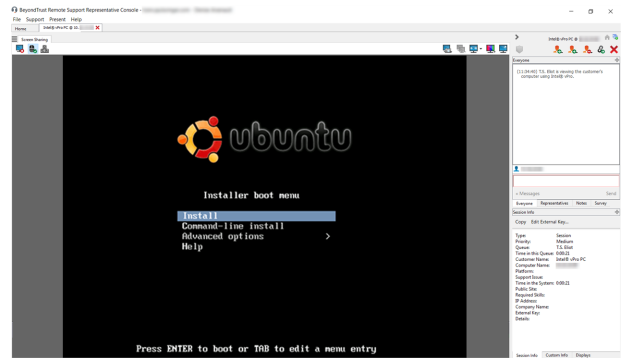 BeyondTrust Remote Support Representative Console -
File Support Present Help
Home Intel® vPro PC @ 10.
Screen Sharing
Intel® vPro PC @
Everyone
[11:34:49] T.S. Eliot is viewing the customer's
computer using Intel® vPro.
ubuntu
Installer boot menu
Install
Command-line install
Advanced options >
Help
Press ENTER to boot or TAB to edit a menu entry
Messages Send
Everyone Representatives Notes Survey
Session Info
Copy Edit External Key...
Type: Session
Priority: Medium
Queue: T.S. Eliot
Time in this Queue: 0:00:21
Customer Name: Intel® vPro PC
Computer Name:
Platform:
Support Issue:
Time in the System: 0:00:21
Public Site:
Required Skills:
IP Address:
Company Name:
External Key:
Details:
Session Info Custom Info Displays